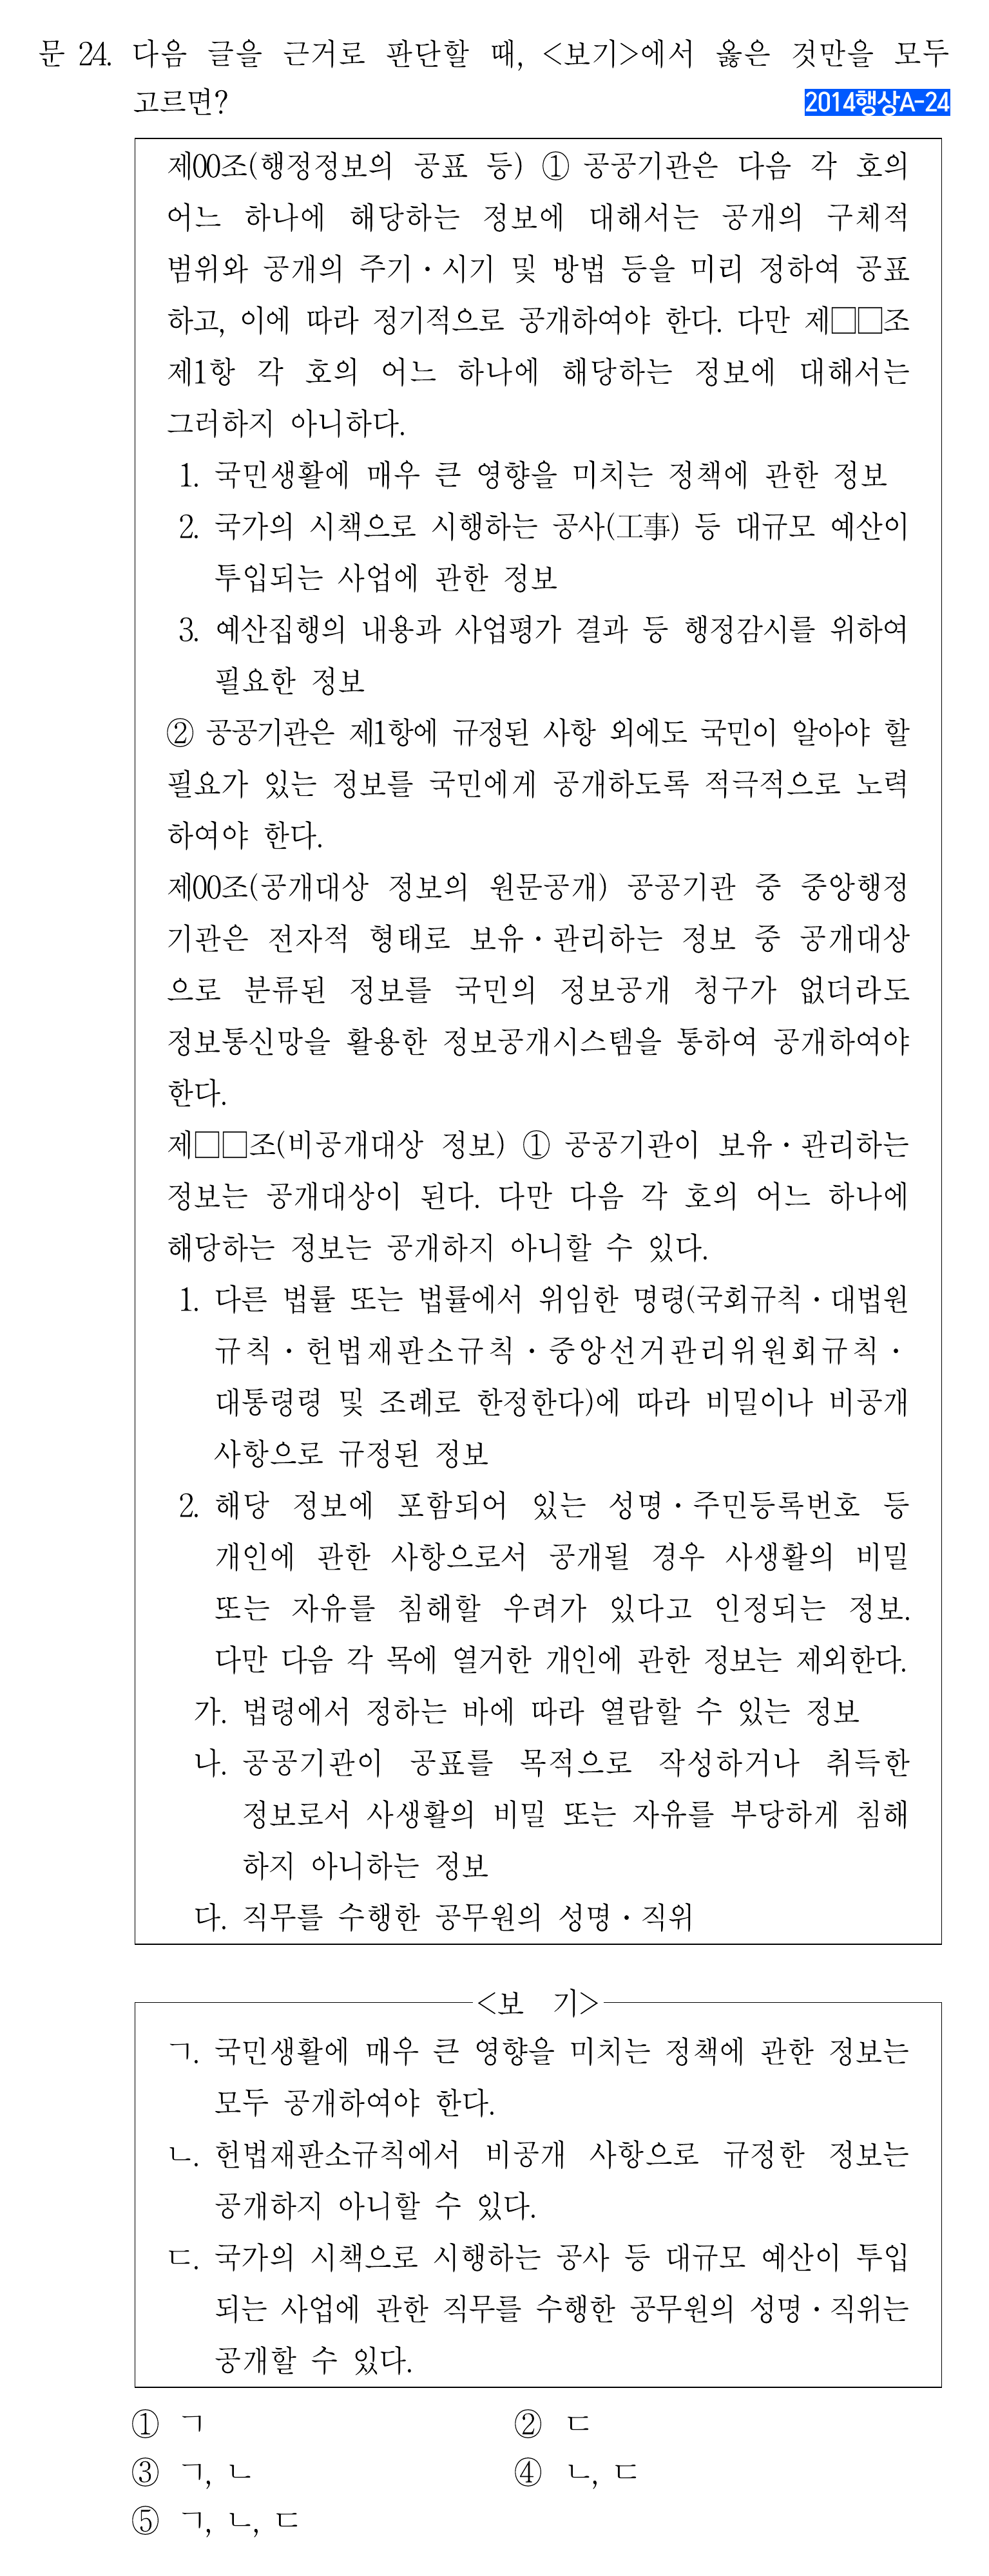 문 24. 다음 글을 근거로 판단할 때, <보기>에서 옳은 것만을 모두
고르면?
2014행상A-24
제00조(행정정보의 공표 등) ① 공공기관은 다음 각 호의
어느 하나에 해당하는 정보에 대해서는 공개의 구체적
범위와 공개의 주기・시기 및 방법 등을 미리 정하여 공표
하고, 이에 따라 정기적으로 공개하여야 한다. 다만 제□□조
제1항 각 호의 어느 하나에 해당하는 정보에 대해서는
그러하지 아니하다.
1. 국민생활에 매우 큰 영향을 미치는 정책에 관한 정보
2. 국가의 시책으로 시행하는 공사(工事) 등 대규모 예산이
투입되는 사업에 관한 정보
3. 예산집행의 내용과 사업평가 결과 등 행정감시를 위하여
필요한 정보
② 공공기관은 제1항에 규정된 사항 외에도 국민이 알아야 할
필요가 있는 정보를 국민에게 공개하도록 적극적으로 노력
하여야 한다.
제00조(공개대상 정보의 원문공개) 공공기관 중 중앙행정
기관은 전자적 형태로 보유・관리하는 정보 중 공개대상
으로 분류된 정보를 국민의 정보공개 청구가 없더라도
정보통신망을 활용한 정보공개시스템을 통하여 공개하여야
한다.
제□□조(비공개대상 정보) ① 공공기관이 보유・관리하는
정보는 공개대상이 된다. 다만 다음 각 호의 어느 하나에
해당하는 정보는 공개하지 아니할 수 있다.
1. 다른 법률 또는 법률에서 위임한 명령(국회규칙・대법원
규칙・헌법재판소규칙・중앙선거관리위원회규칙・
대통령령 및 조례로 한정한다)에 따라 비밀이나 비공개
사항으로 규정된 정보
2. 해당 정보에 포함되어 있는 성명・주민등록번호 등
개인에 관한 사항으로서 공개될 경우 사생활의 비밀
또는 자유를 침해할 우려가 있다고 인정되는 정보.
다만 다음 각 목에 열거한 개인에 관한 정보는 제외한다.
가. 법령에서 정하는 바에 따라 열람할 수 있는 정보
나. 공공기관이 공표를 목적으로 작성하거나 취득한
정보로서 사생활의 비밀 또는 자유를 부당하게 침해
하지 아니하는 정보
다. 직무를 수행한 공무원의 성명・직위
<보 기>
ㄱ. 국민생활에 매우 큰 영향을 미치는 정책에 관한 정보는
모두 공개하여야 한다.
ㄴ. 헌법재판소규칙에서 비공개 사항으로 규정한 정보는
공개하지 아니할 수 있다.
ㄷ. 국가의 시책으로 시행하는 공사 등 대규모 예산이 투입
되는 사업에 관한 직무를 수행한 공무원의 성명・직위는
공개할 수 있다.
① ㄱ ② ㄷ
③ ㄱ, ㄴ ④ ㄴ, ㄷ
⑤ ㄱ, ㄴ, ㄷ